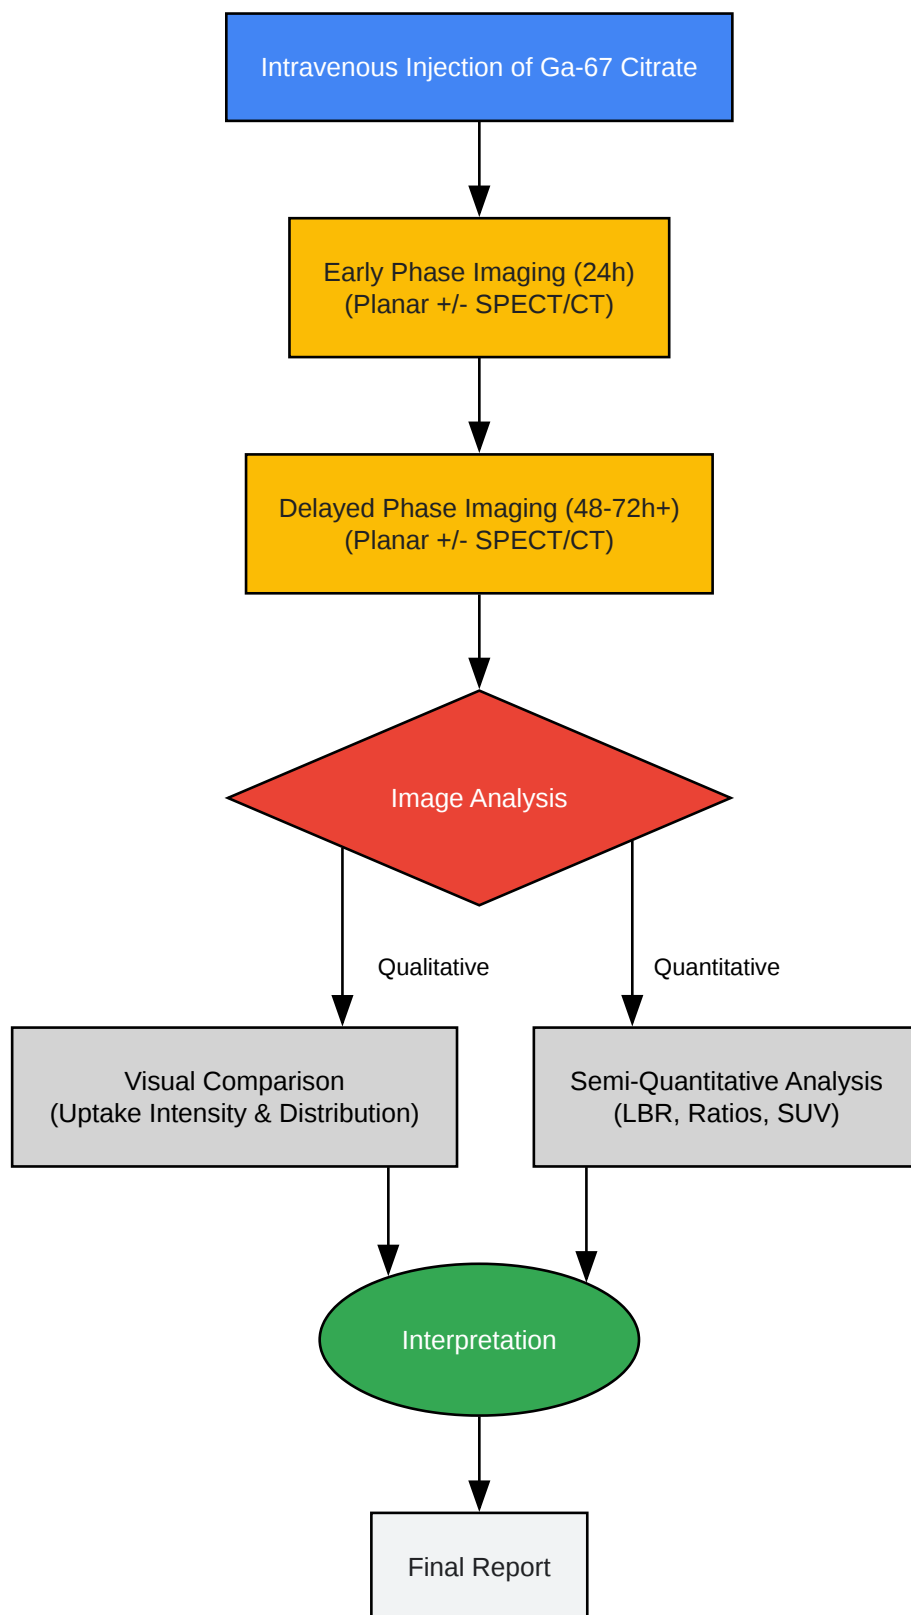 Intravenous Injection of Ga-67 Citrate
Early Phase Imaging (24h)
(Planar +/- SPECT/CT)
Delayed Phase Imaging (48-72h+)
(Planar +/- SPECT/CT)
Image Analysis
Qualitative
Quantitative
Visual Comparison
(Uptake Intensity & Distribution)
Semi-Quantitative Analysis
(LBR, Ratios, SUV)
Interpretation
Final Report